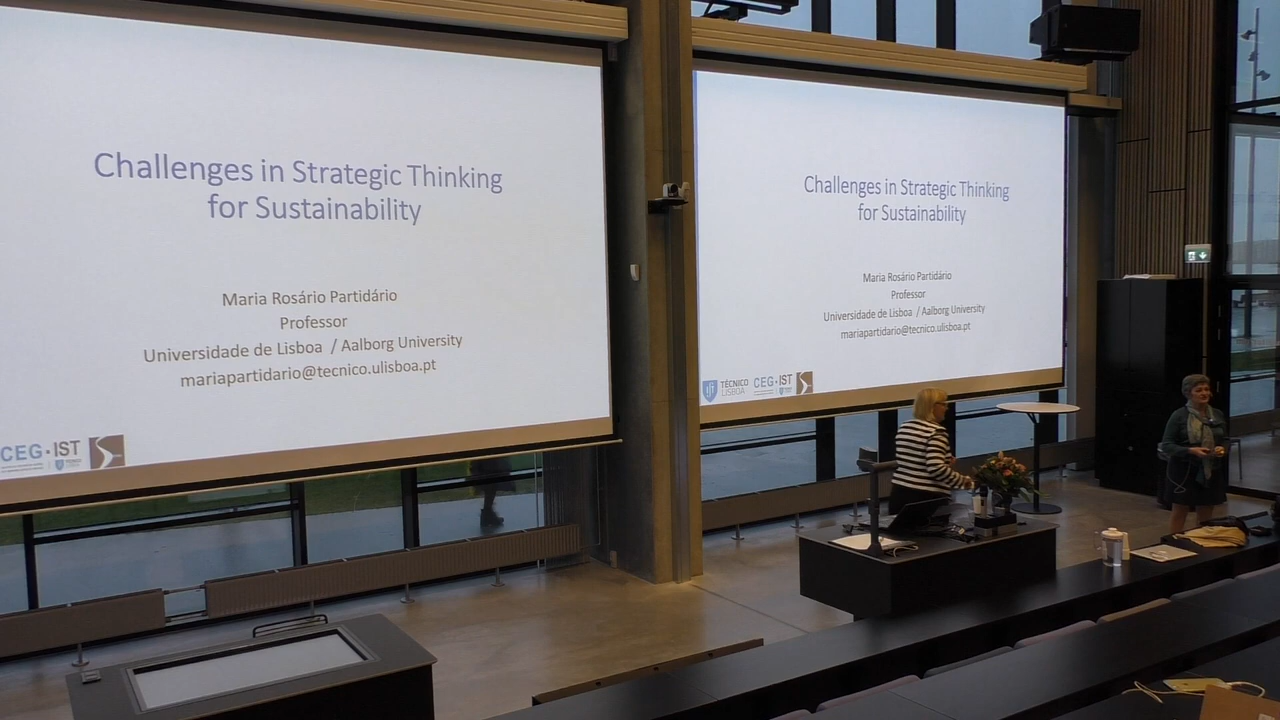 Challenges in Strategic Thinking
for Sustainability
Maria Rosário Partidário
Professor
Universidade de Lisboa / Aalborg University
mariapartidario@tecnico.ulisboa.pt
CEG·IST
Challenges in Strategic Thinking
for Sustainability
Maria Rosário Partidário
Professor
Universidade de Lisboa / Aalborg University
mariapartidario@tecnico.ulisboa.pt
TÉCNICO
LISBOA
CEG·IST